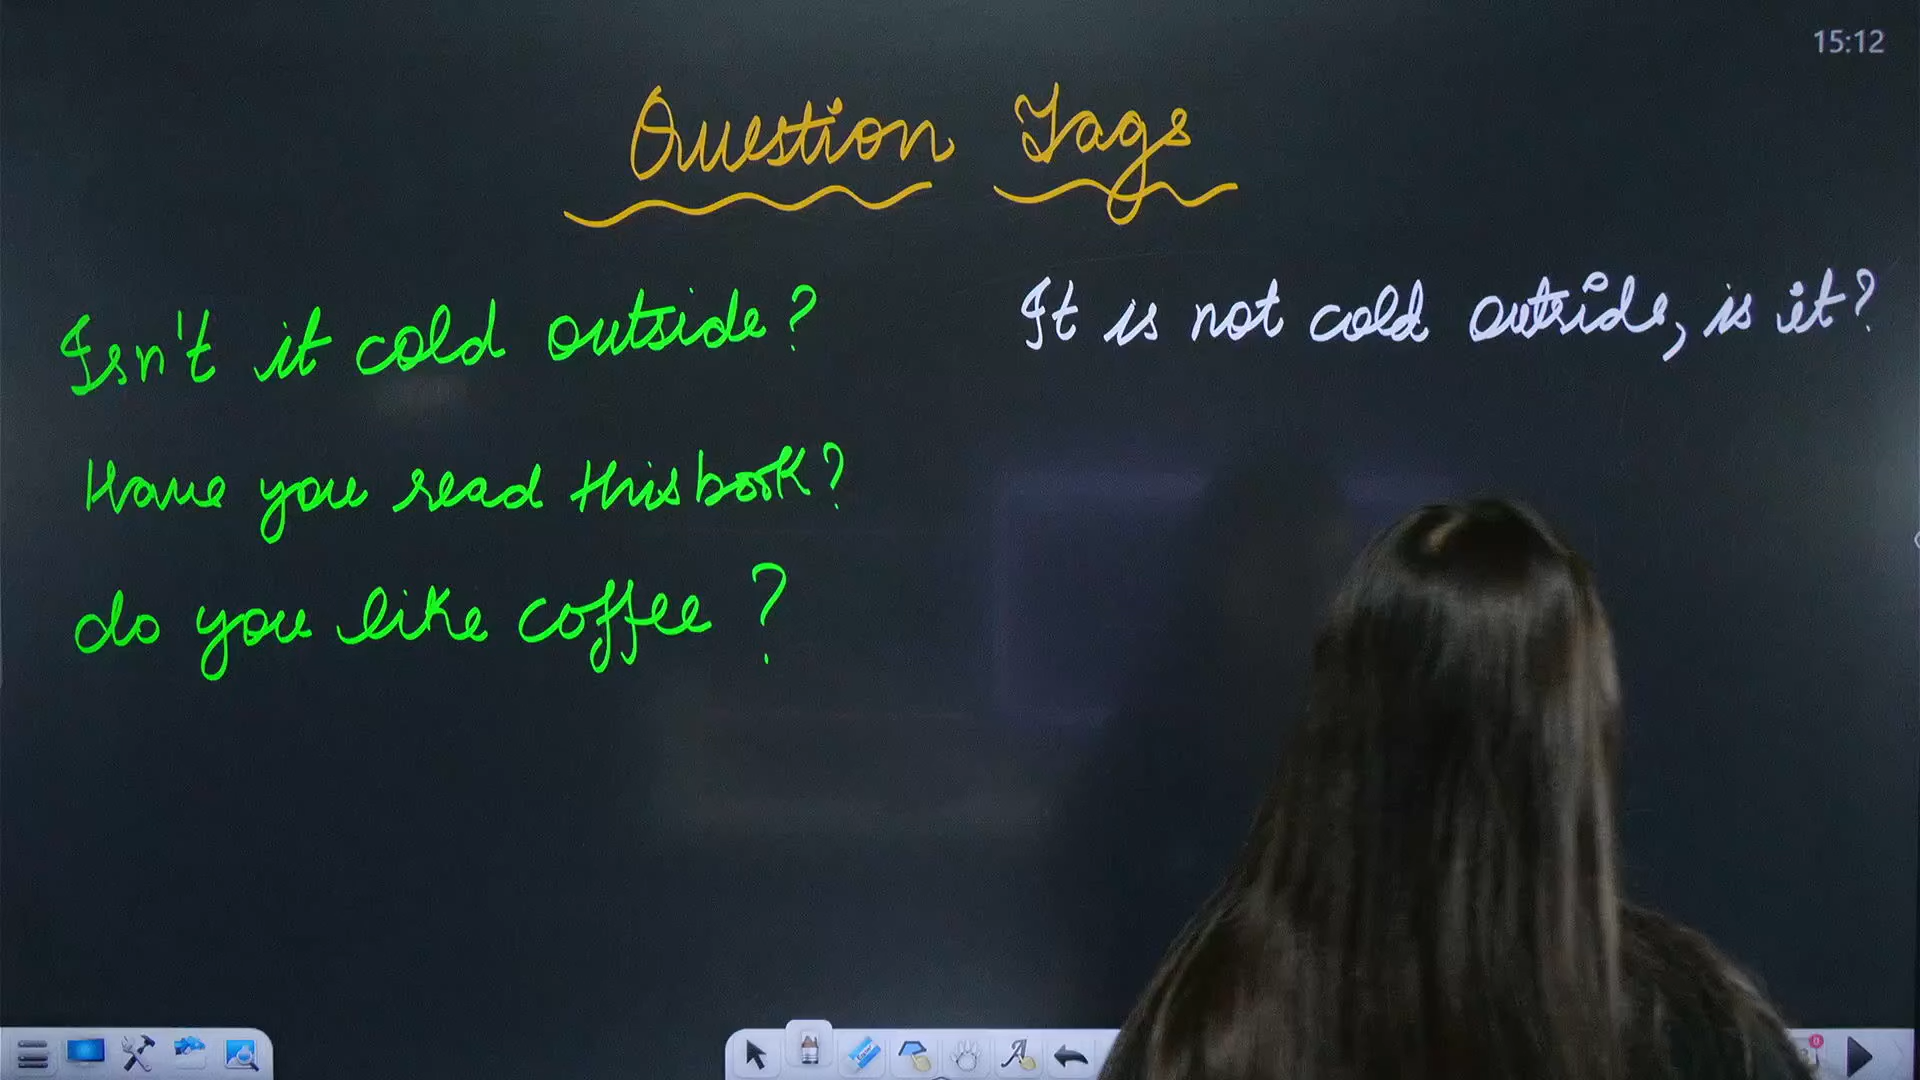 15:12
Question Tags
Isn't it cold outside?
It is not cold outside, is it?
Have you read this book?
do you like coffee?